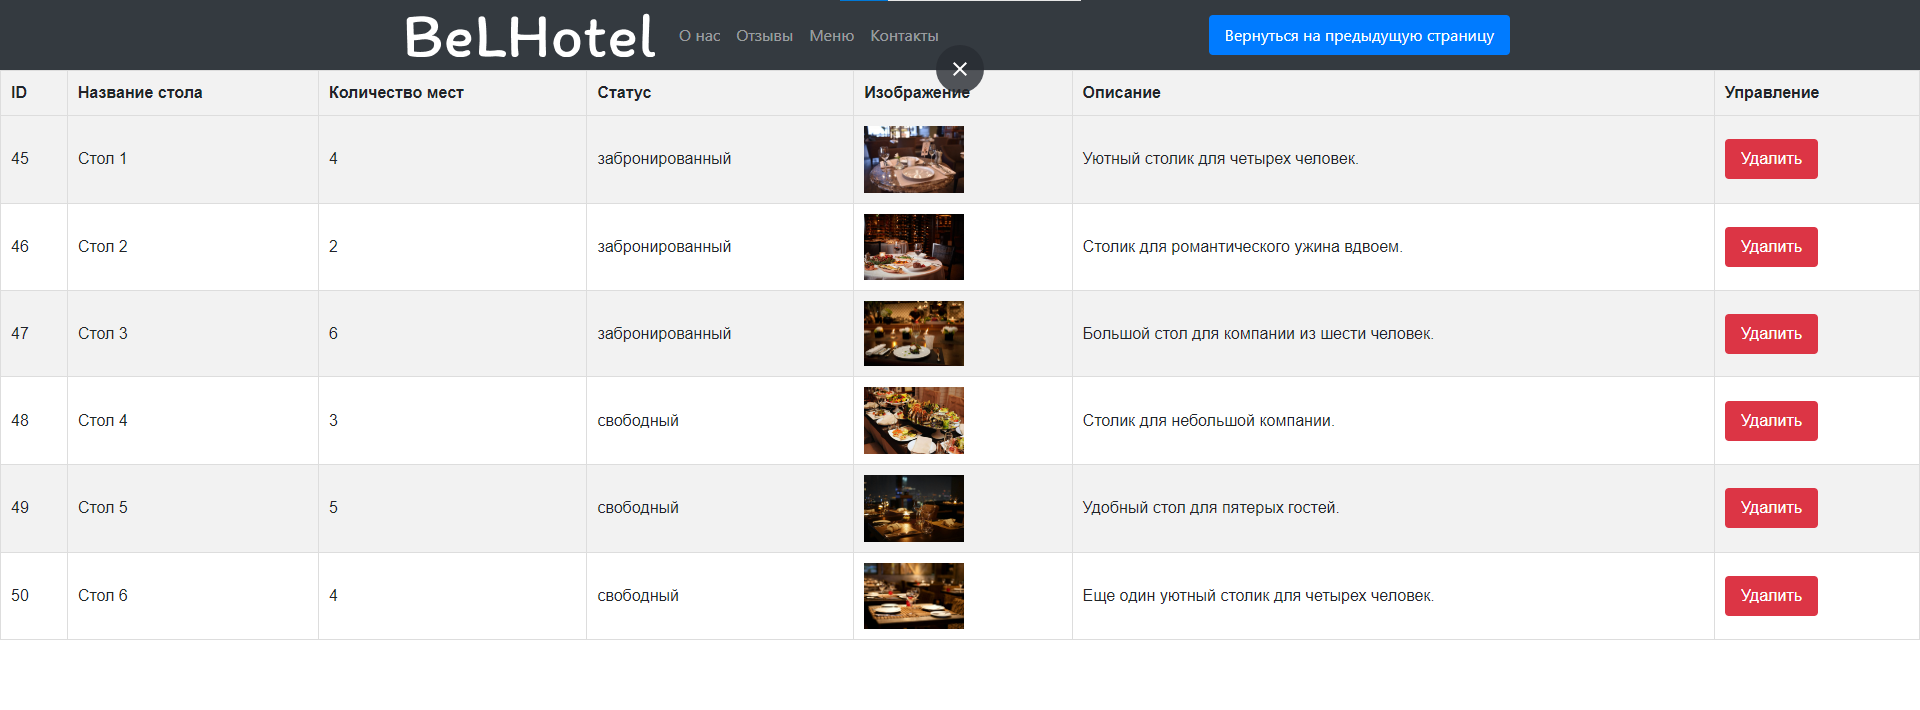 BeLHotel О нас Отзывы Меню Контакты Вернуться на предыдущую страницу
ID Название стола Количество мест Статус Изображение Описание Управление
45 Стол 1 4 забронированный Уютный столик для четырех человек. Удалить
46 Стол 2 2 забронированный Столик для романтического ужина вдвоем. Удалить
47 Стол 3 6 забронированный Большой стол для компании из шести человек. Удалить
48 Стол 4 3 свободный Столик для небольшой компании. Удалить
49 Стол 5 5 свободный Удобный стол для пятерых гостей. Удалить
50 Стол 6 4 свободный Еще один уютный столик для четырех человек. Удалить